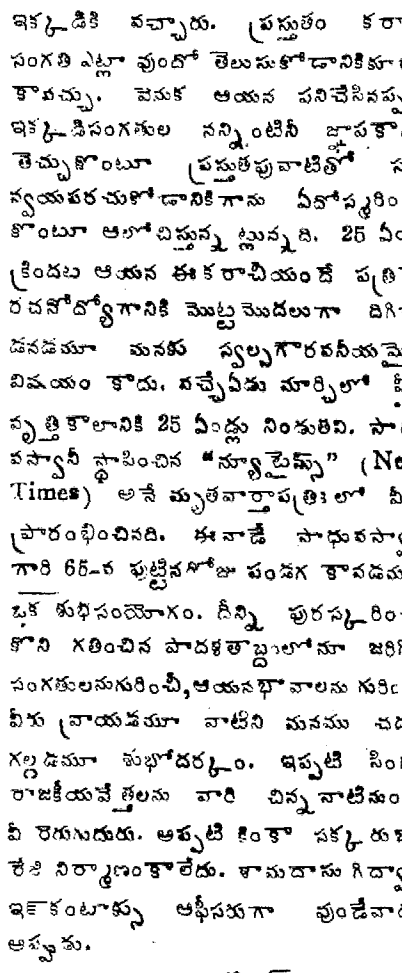 ఇక్కడికి వచ్చారు. ప్రస్తుతం కరా
సంగతి ఎట్లా వుందో తెలుసుకోడానికికూ
కావచ్చు. వెనుక ఆయన పనిచేసినప్ప
ఇక్కడిసంగతుల నన్నింటినీ జ్ఞాపకా
తెచ్చుకొంటూ ప్రస్తుతపువాటితో స
న్వయపరచుకోడానికిగాను ఏదోస్మరిం
కొంటూ ఆలోచిస్తున్నట్లున్నది. 25 ఏం
క్రిందట ఆయన ఈకరాచీయందే పత్రి
రచనోద్యోగానికి మొట్టమొదలుగా దిగ
డనడమూ మనకు స్వల్పగౌరవనీయమై
విషయం కాదు. వచ్చేఏడు మార్చిలో
వృత్తికాలానికి 25 ఏండ్లు నిండుతవి. సా
వస్వానీ స్థాపించిన “న్యూటైమ్సు” (Ne
Times) అనే మృతవార్తాపత్రికలో వీ
ప్రారంభించినది. ఈనాడే సాధువస్వా
గారి 65-వ పుట్టినరోజు పండగ కావడమ
ఒక శుభసంయోగం. దీన్ని పురస్కరిం
కొని గతించిన పాదశతాబ్దంలోనూ జరిగ
సంగతులనుగురించీ, ఆయనభావాలను గురిం
వీరు వ్రాయడమూ వాటిని మనము చద
గల్గడమూ శుభోదర్కం. ఇప్పటి సిం
రాజకీయవేత్తలను వారి చిన్ననాటినుం
వీ రెరుగుదురు. అప్పటి కింకా సక్కరు
రేజి నిర్మాణంకాలేదు. రామదాసు గిద్వా
ఇన్‌కంటాక్సు ఆఫీసరుగా వుండేవా
అప్పుడు.